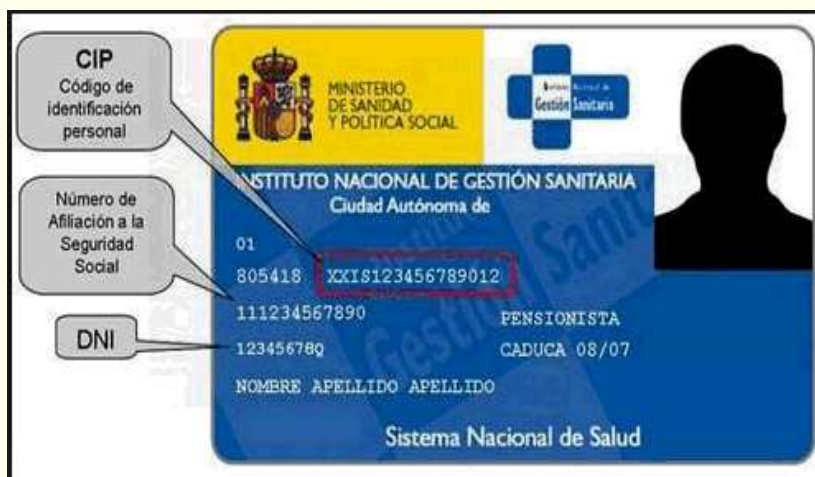 CIP
Código de
identificación
personal
Número de
Afiliación a la
Seguridad
Social
DNI
MINISTERIO
DE SANIDAD
Y POLÍTICA SOCIAL
Gestión Sanitaria
INSTITUTO NACIONAL DE GESTIÓN SANITARIA
Ciudad Autónoma de
01
805418 XXIS123456789012
111234567890 PENSIONISTA
12345678Q CADUCA 08/07
NOMBRE APELLIDO APELLIDO
Sistema Nacional de Salud